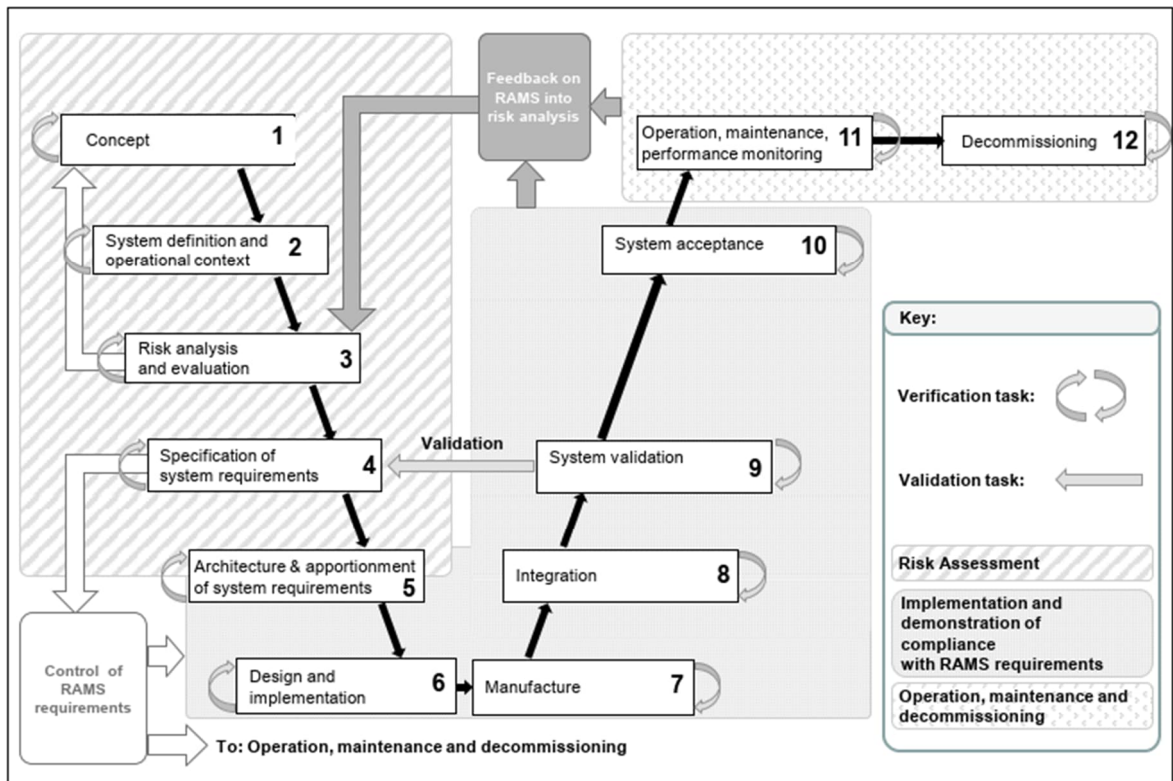 Concept 1
System definition and
operational context 2
Risk analysis
and evaluation 3
Specification of
system requirements 4
Architecture & apportionment
of system requirements 5
Design and
implementation 6
Manufacture 7
Integration 8
Validation
System validation 9
System acceptance 10
Operation, maintenance,
performance monitoring 11
Decommissioning 12
Feedback on
RAMS into
risk analysis
Control of
RAMS
requirements
To: Operation, maintenance and decommissioning
Key:
Verification task:
Validation task:
Risk Assessment
Implementation and
demonstration of
compliance
with RAMS requirements
Operation, maintenance and
decommissioning